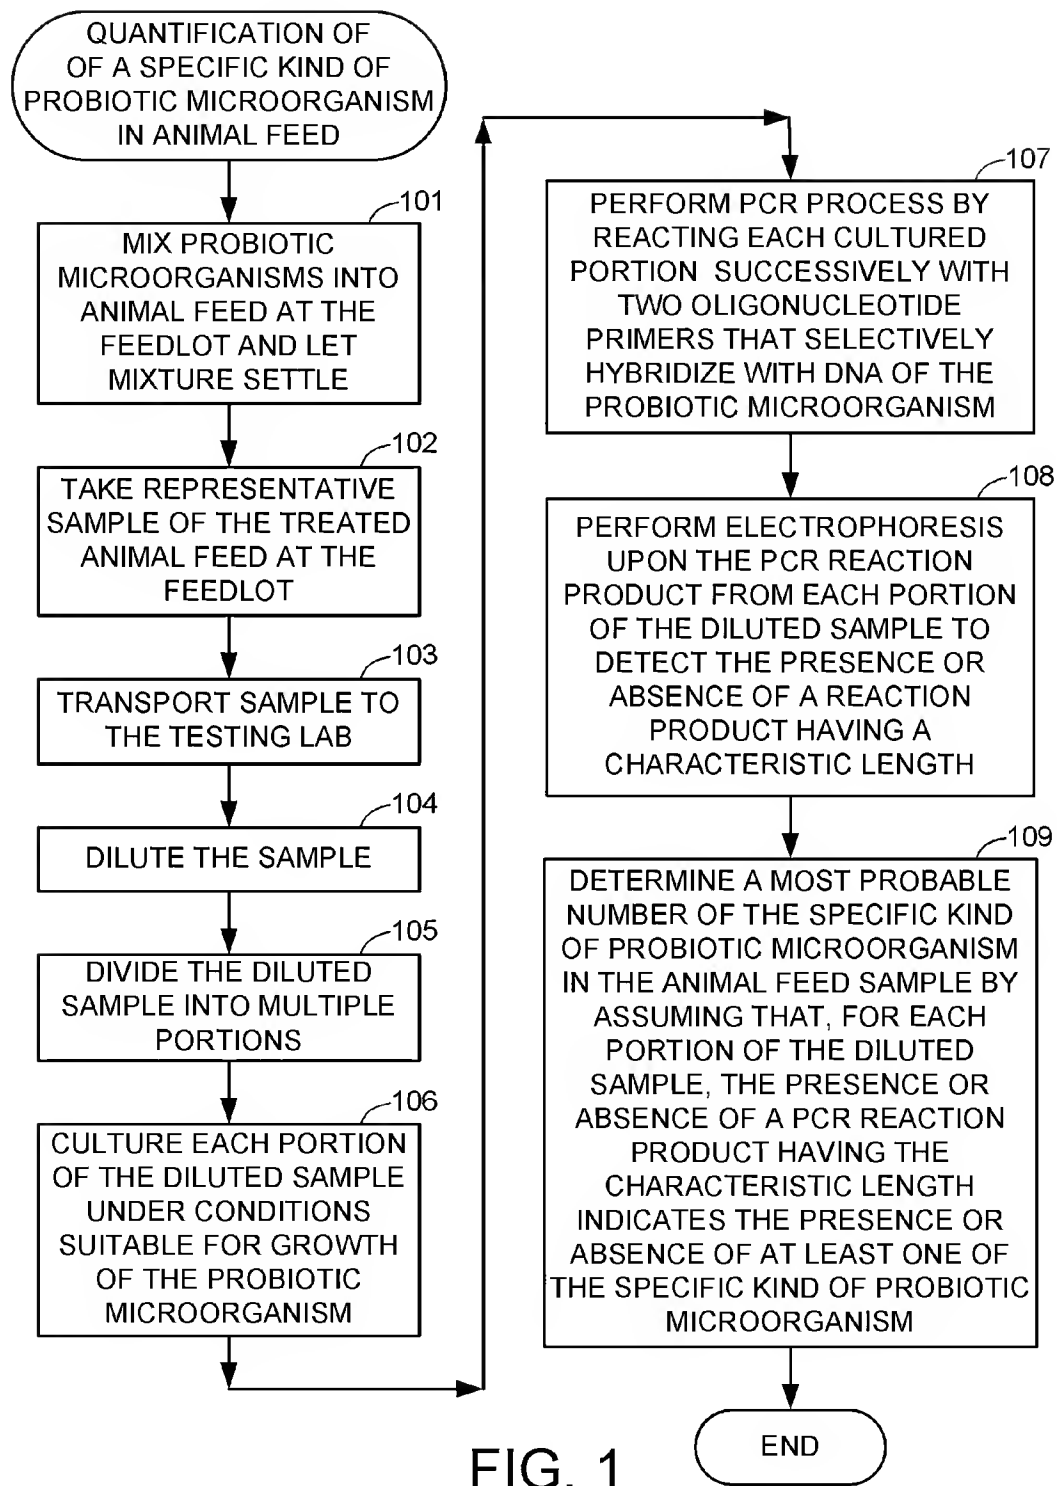 QUANTIFICATION OF
OF A SPECIFIC KIND OF
PROBIOTIC MICROORGANISM
IN ANIMAL FEED
101
MIX PROBIOTIC
MICROORGANISMS INTO
ANIMAL FEED AT THE
FEEDLOT AND LET
MIXTURE SETTLE
102
TAKE REPRESENTATIVE
SAMPLE OF THE TREATED
ANIMAL FEED AT THE
FEEDLOT
103
TRANSPORT SAMPLE TO
THE TESTING LAB
104
DILUTE THE SAMPLE
105
DIVIDE THE DILUTED
SAMPLE INTO MULTIPLE
PORTIONS
106
CULTURE EACH PORTION
OF THE DILUTED SAMPLE
UNDER CONDITIONS
SUITABLE FOR GROWTH
OF THE PROBIOTIC
MICROORGANISM
107
PERFORM PCR PROCESS BY
REACTING EACH CULTURED
PORTION SUCCESSIVELY WITH
TWO OLIGONUCLEOTIDE
PRIMERS THAT SELECTIVELY
HYBRIDIZE WITH DNA OF THE
PROBIOTIC MICROORGANISM
108
PERFORM ELECTROPHORESIS
UPON THE PCR REACTION
PRODUCT FROM EACH PORTION
OF THE DILUTED SAMPLE TO
DETECT THE PRESENCE OR
ABSENCE OF A REACTION
PRODUCT HAVING A
CHARACTERISTIC LENGTH
109
DETERMINE A MOST PROBABLE
NUMBER OF THE SPECIFIC KIND
OF PROBIOTIC MICROORGANISM
IN THE ANIMAL FEED SAMPLE BY
ASSUMING THAT, FOR EACH
PORTION OF THE DILUTED
SAMPLE, THE PRESENCE OR
ABSENCE OF A PCR REACTION
PRODUCT HAVING THE
CHARACTERISTIC LENGTH
INDICATES THE PRESENCE OR
ABSENCE OF AT LEAST ONE OF
THE SPECIFIC KIND OF PROBIOTIC
MICROORGANISM
END
FIG. 1